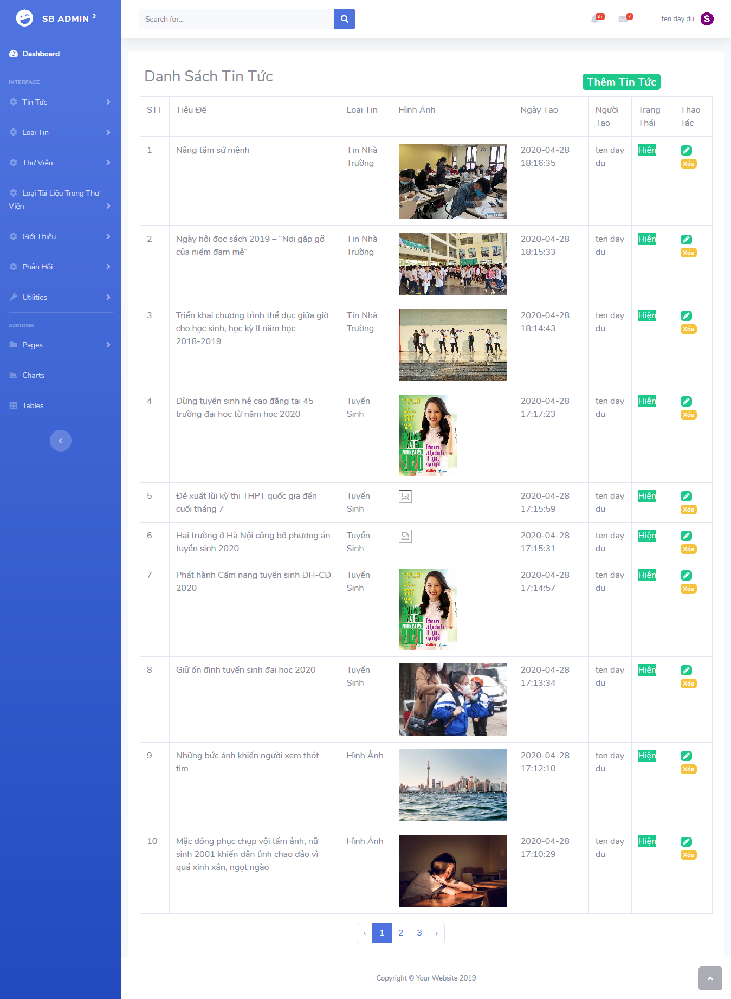 SB ADMIN 2
Search for...
3+
7
ten day du
S
Dashboard
INTERFACE
Tin Tức
Loại Tin
Thư Viện
Loại Tài Liệu Trong Thư
Viện
Giới Thiệu
Phản Hồi
Utilities
ADDONS
Pages
Charts
Tables
Danh Sách Tin Tức
Thêm Tin Tức
STT
Tiêu Đề
Loại Tin
Hình Ảnh
Ngày Tạo
Người
Tạo
Trạng
Thái
Thao
Tác
1
Nâng tầm sứ mệnh
Tin Nhà
Trường
2020-04-28
18:16:35
ten day
du
Hiện
Xóa
2
Ngày hội đọc sách 2019 – “Nơi gặp gỡ
của niềm đam mê”
Tin Nhà
Trường
2020-04-28
18:15:33
ten day
du
Hiện
Xóa
3
Triển khai chương trình thể dục giữa giờ
cho học sinh, học kỳ II năm học
2018-2019
Tin Nhà
Trường
2020-04-28
18:14:43
ten day
du
Hiện
Xóa
4
Dừng tuyển sinh hệ cao đẳng tại 45
trường đại học từ năm học 2020
Tuyển
Sinh
2020
Thành công
2020-04-28
17:17:23
ten day
du
Hiện
Xóa
5
Đề xuất lùi kỳ thi THPT quốc gia đến
cuối tháng 7
Tuyển
Sinh
2020-04-28
17:15:59
ten day
du
Hiện
Xóa
6
Hai trường ở Hà Nội công bố phương án
tuyển sinh 2020
Tuyển
Sinh
2020-04-28
17:15:31
ten day
du
Hiện
Xóa
7
Phát hành Cẩm nang tuyển sinh ĐH-CĐ
2020
Tuyển
Sinh
2020
Thành công
2020-04-28
17:14:57
ten day
du
Hiện
Xóa
8
Giữ ổn định tuyển sinh đại học 2020
Tuyển
Sinh
2020-04-28
17:13:34
ten day
du
Hiện
Xóa
9
Những bức ảnh khiến người xem thót
tim
Hình Ảnh
2020-04-28
17:12:10
ten day
du
Hiện
Xóa
10
Mặc đồng phục chụp vội tấm ảnh, nữ
sinh 2001 khiến dân tình chao đảo vì
quá xinh xắn, ngọt ngào
Hình Ảnh
2020-04-28
17:10:29
ten day
du
Hiện
Xóa
‹ 1 2 3 ›
Copyright © Your Website 2019